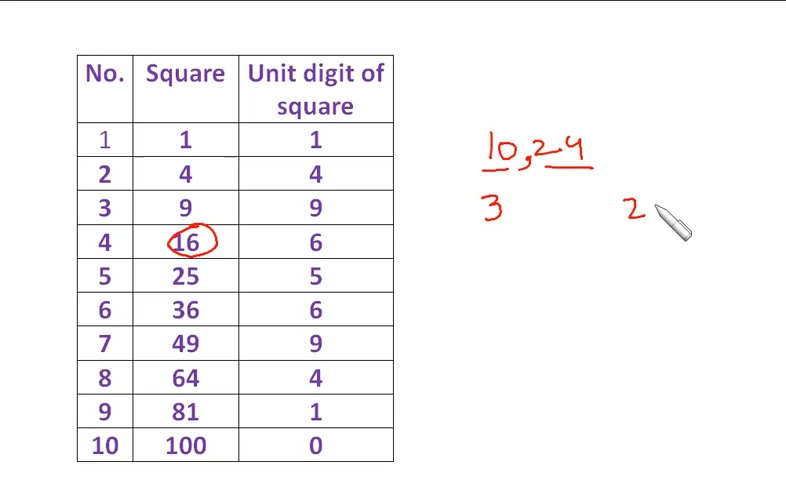 No. Square Unit digit of square
1 1 1
2 4 4
3 9 9
4 16 6
5 25 5
6 36 6
7 49 9
8 64 4
9 81 1
10 100 0
10,24
3 2